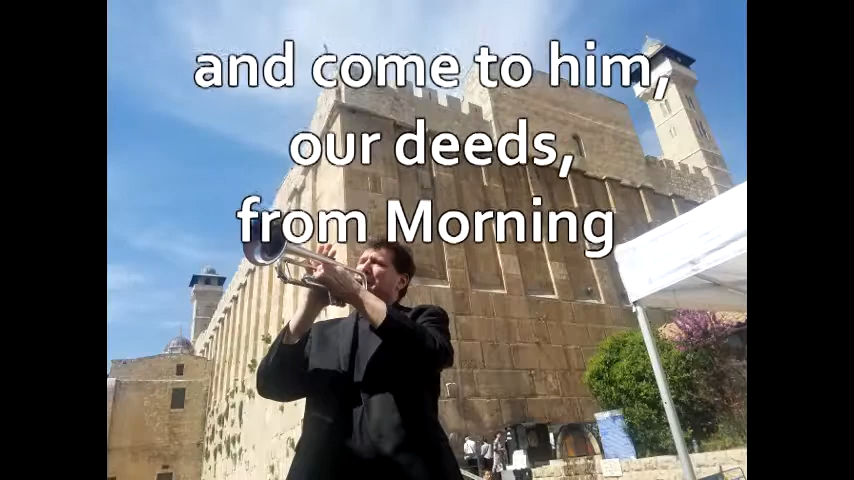 and come to him,
our deeds,
from Morning